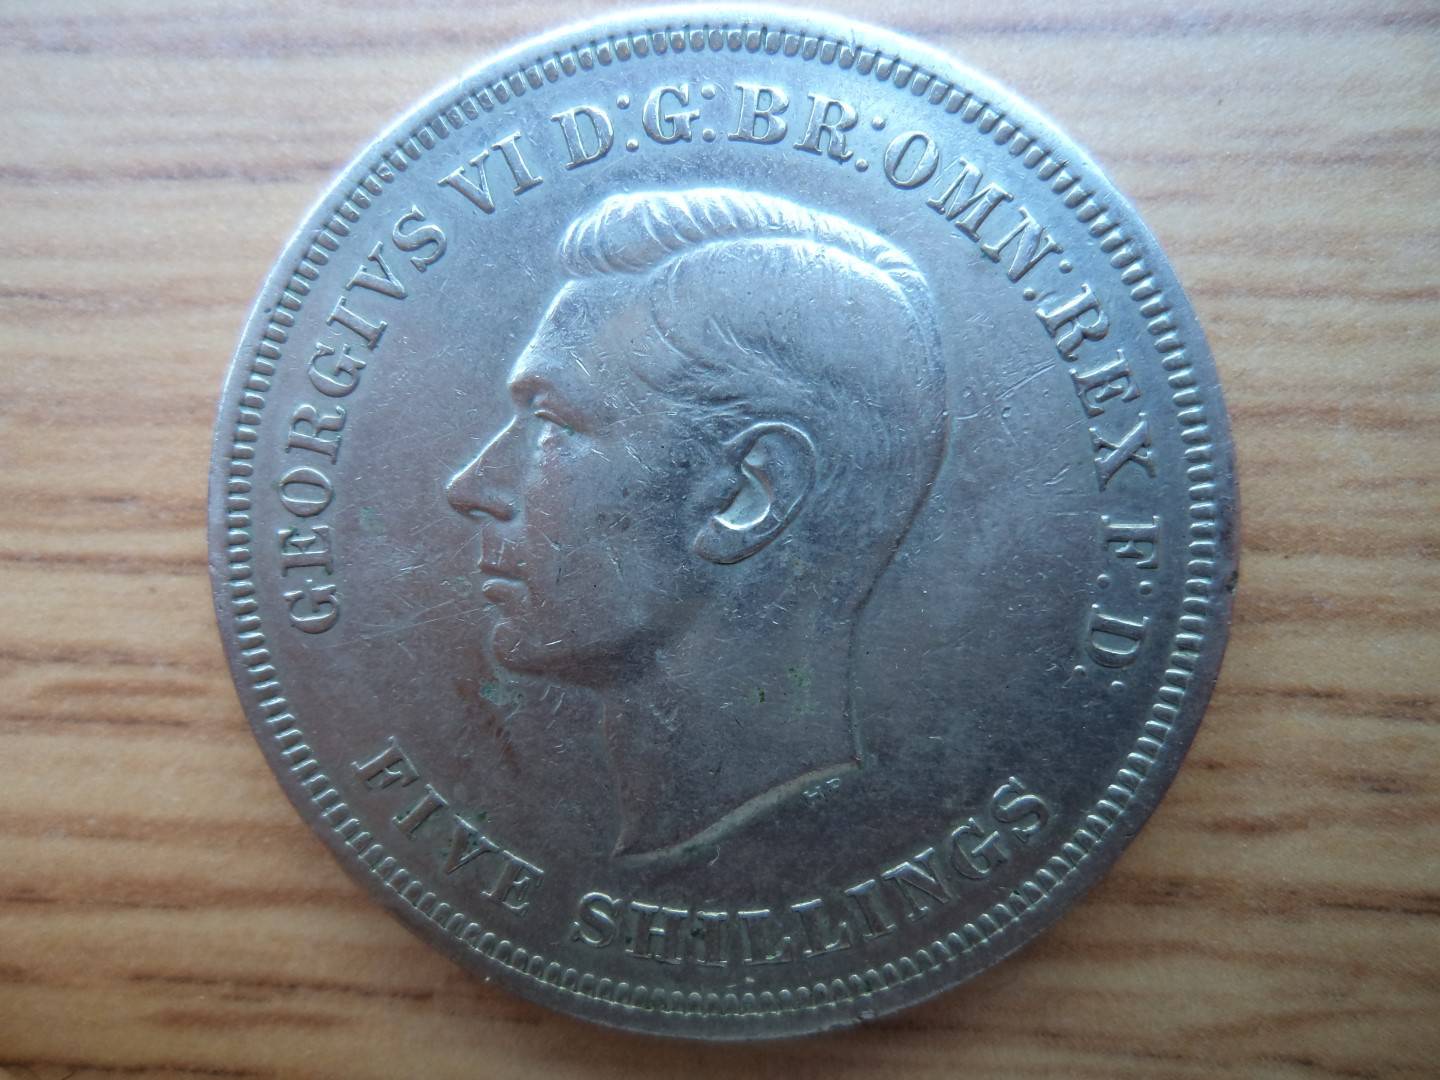 GEORGIVS VI D:G:BR:OMN:REX F:D:
FIVE SHILLINGS
HP